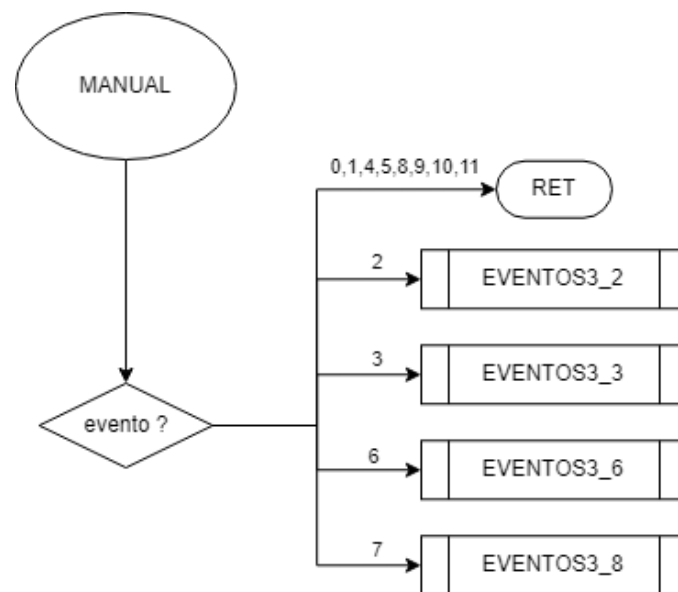 MANUAL
0,1,4,5,8,9,10,11
RET
2
EVENTOS3_2
3
EVENTOS3_3
evento ?
6
EVENTOS3_6
7
EVENTOS3_8